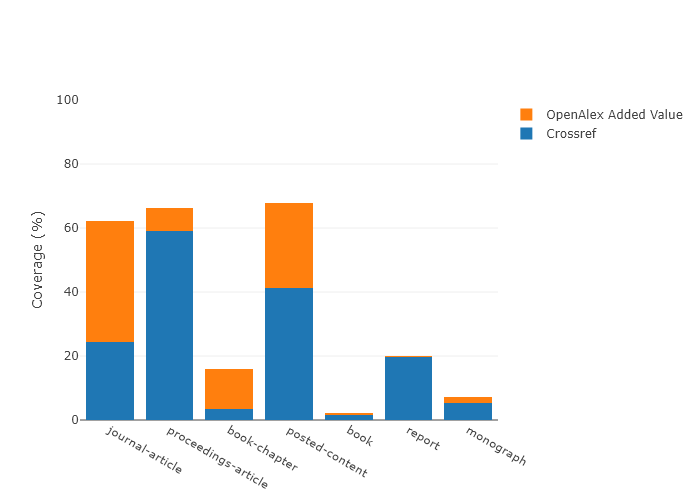 100
80
60
40
20
0
Coverage (%)
journal-article
proceedings-article
book-chapter
posted-content
book
report
monograph
OpenAlex Added Value
Crossref